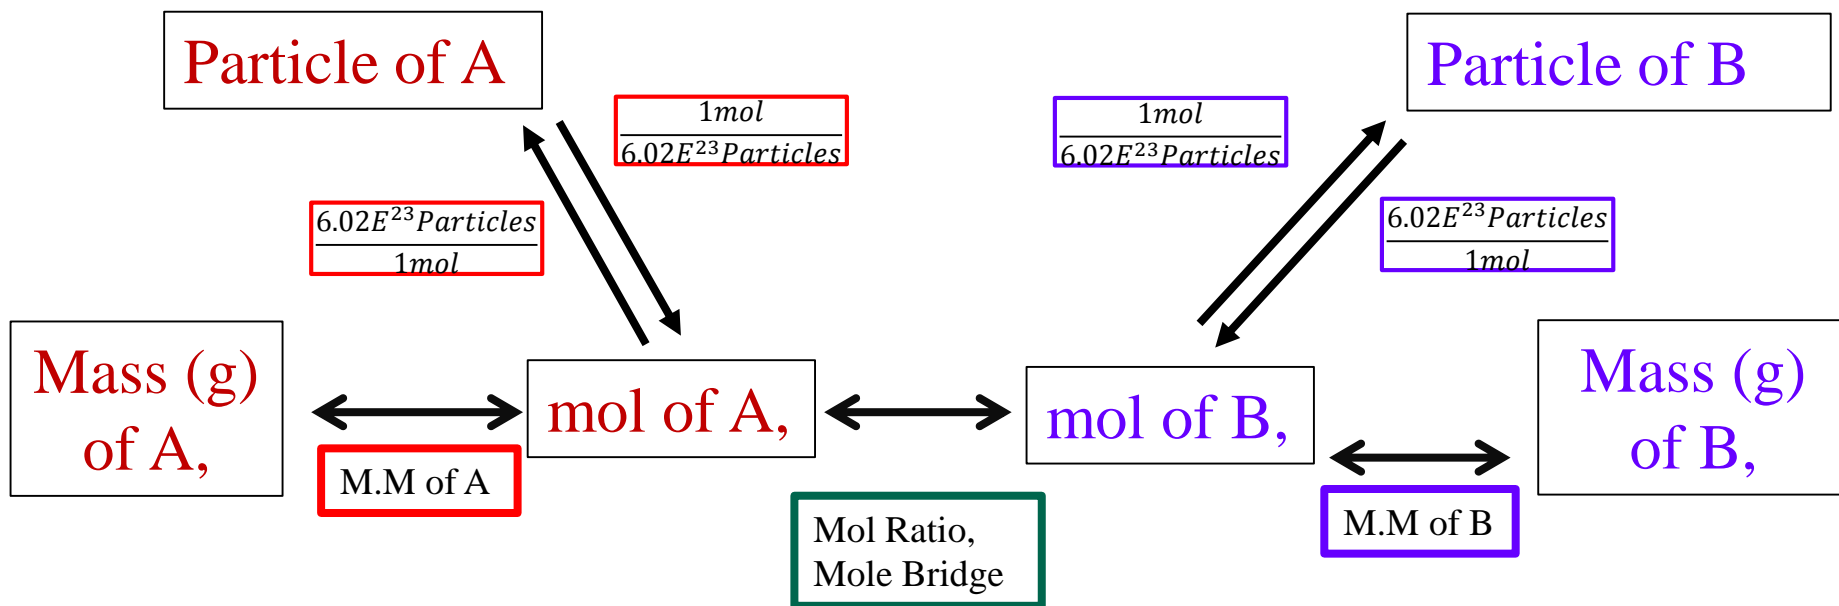 Particle of A
Particle of B
1mol
6.02E²³Particles
1mol
6.02E²³Particles
6.02E²³Particles
1mol
6.02E²³Particles
1mol
Mass (g)
of A,
mol of A,
mol of B,
Mass (g)
of B,
M.M of A
Mol Ratio,
Mole Bridge
M.M of B